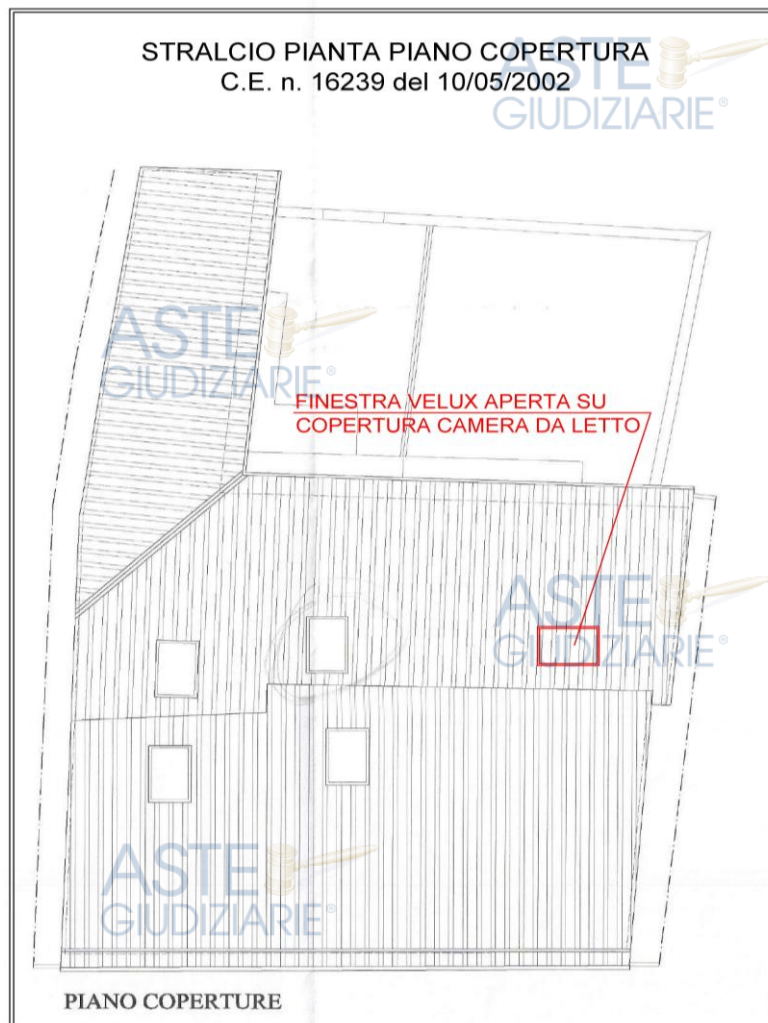 STRALCIO PIANTA PIANO COPERTURA
C.E. n. 16239 del 10/05/2002
ASTE
GIUDIZIARIE®
ASTE
GIUDIZIARIE®
FINESTRA VELUX APERTA SU
COPERTURA CAMERA DA LETTO
ASTE
GIUDIZIARIE®
ASTE
GIUDIZIARIE®
PIANO COPERTURE